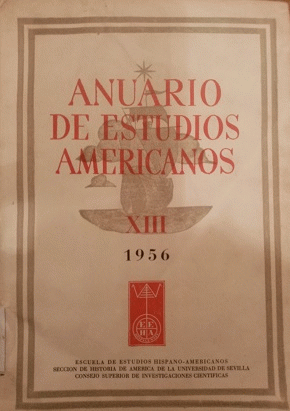 ANUARIO
DE ESTUDIOS
AMERICANOS
XIII
1956
E.E.
H.A
ESCUELA DE ESTUDIOS HISPANO-AMERICANOS
SECCION DE HISTORIA DE AMERICA DE LA UNIVERSIDAD DE SEVILLA
CONSEJO SUPERIOR DE INVESTIGACIONES CIENTIFICAS